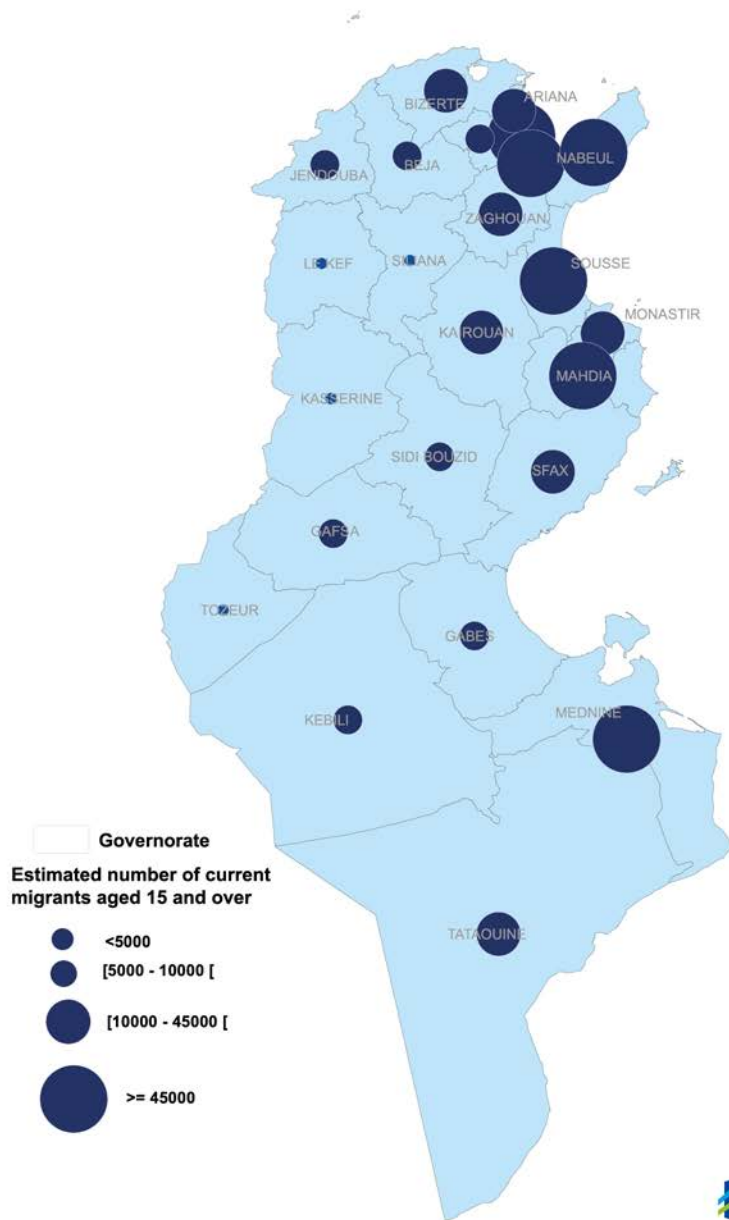 ARIANA
BIZERTE
NABEUL
BEJA
JENDOUBA
ZAGHOUAN
LE KEF
SILIANA
SOUSSE
MONASTIR
KAIROUAN
MAHDIA
KASSERINE
SIDI BOUZID
SFAX
GAFSA
TOZEUR
GABES
MEDNINE
KEBILI
TATAOUINE
Governorate
Estimated number of current
migrants aged 15 and over
<5000
[5000 - 10000 [
[10000 - 45000 [
>= 45000